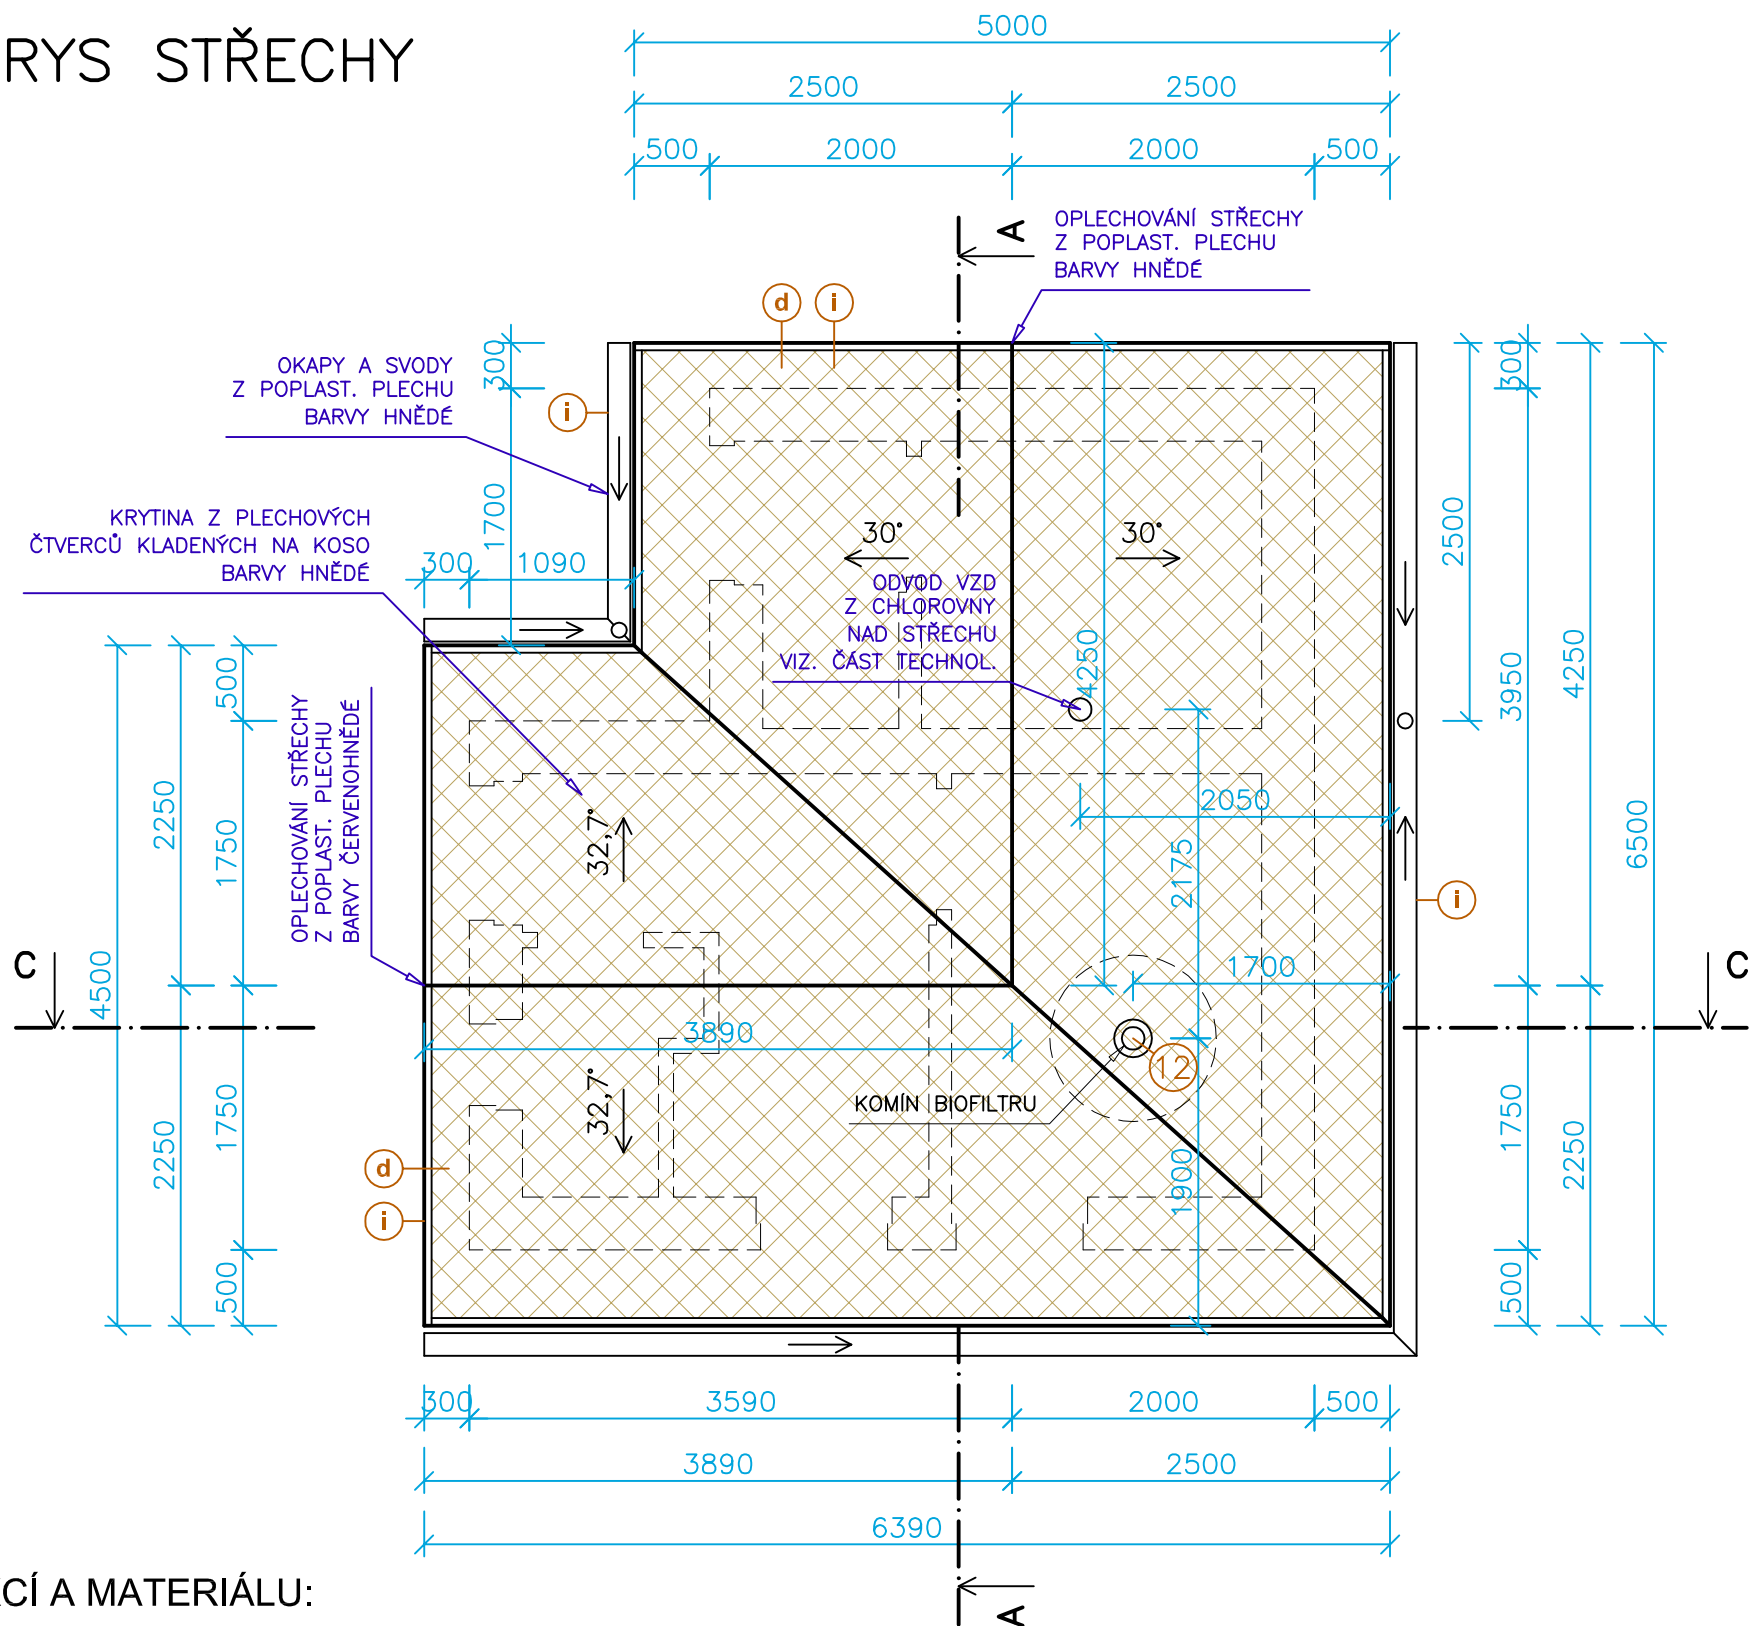 RYS STŘECHY
5000
2500
2500
500
2000
2000
500
A
OPLECHOVÁNÍ STŘECHY
Z POPLAST. PLECHU
BARVY HNĚDÉ
d
i
OKAPY A SVODY
Z POPLAST. PLECHU
BARVY HNĚDÉ
i
300
1700
300
1090
KRYTINA Z PLECHOVÝCH
ČTVERCŮ KLADENÝCH NA KOSO
BARVY HNĚDÉ
30°
30°
ODVOD VZD
Z CHLOROVNY
NAD STŘECHU
VIZ. ČÁST TECHNOL.
4250
2500
300
3950
4250
6500
OPLECHOVÁNÍ STŘECHY
Z POPLAST. PLECHU
BARVY ČERVENOHNĚDÉ
500
2250
1750
4500
32,7°
2050
2175
i
C
1700
C
3890
12
KOMÍN BIOFILTRU
32,7°
1900
1750
2250
500
d
i
1750
2250
500
300
3590
2000
500
3890
2500
6390
CÍ A MATERIÁLU:
A